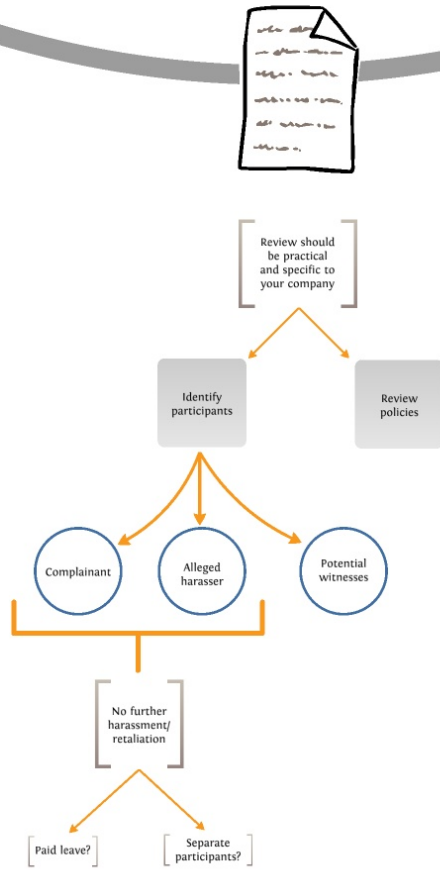 Review should
be practical
and specific to
your company
Identify
participants
Review
policies
Complainant
Alleged
harasser
Potential
witnesses
No further
harassment/
retaliation
Paid leave?
Separate
participants?